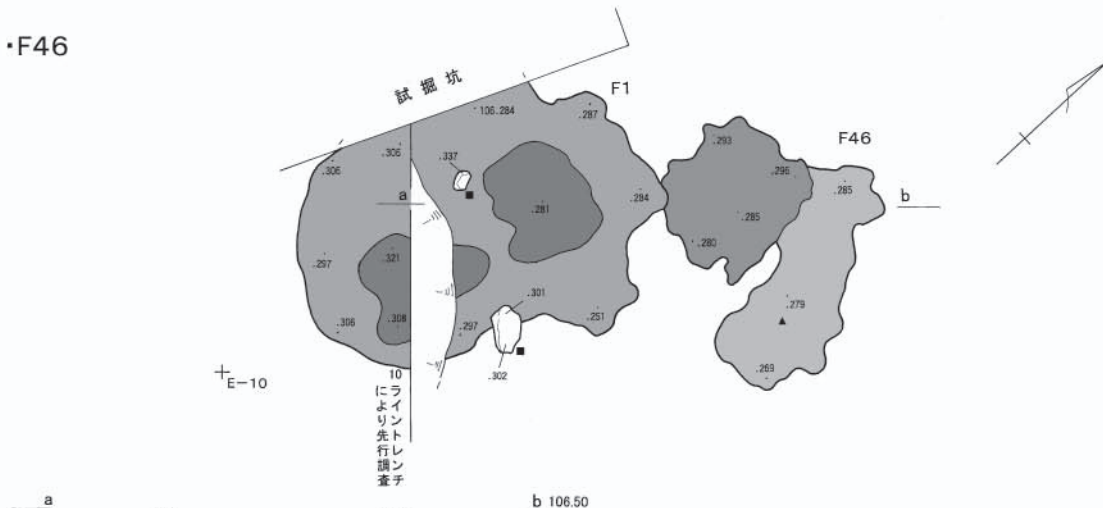 ・F46
試掘坑
F1
F46
106.284
.287
.306
.306
.337
.293
.296
.285
a
.281
.294
.285
b
.280
.297
.321
.279
.306
.308
.297
.301
.251
.302
.269
E-10
10
ライントレンチ
により先行調査
a
b 106.50